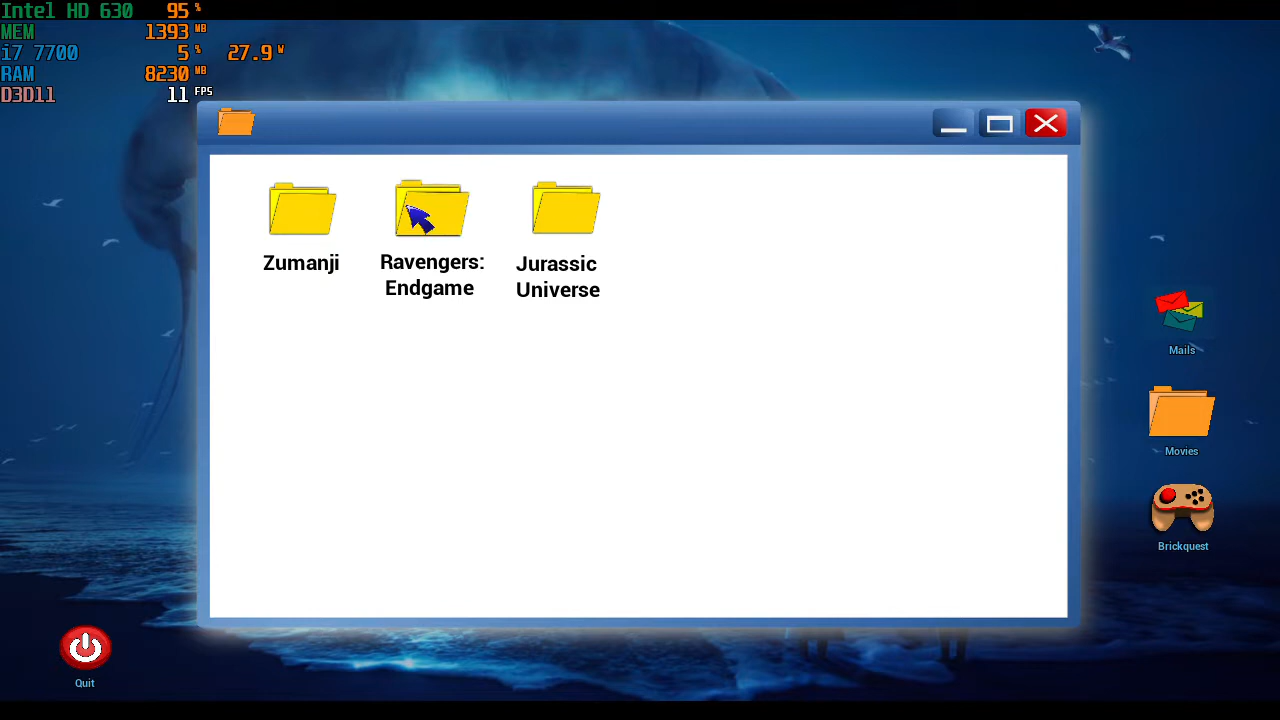 Intel HD 630 95 %
MEM 1393 MB
i7 7700 5 % 27.9 W
RAM 8230 MB
D3D11 11 FPS
Zumanji
Ravengers:
Endgame
Jurassic
Universe
Mails
Movies
Brickquest
Quit